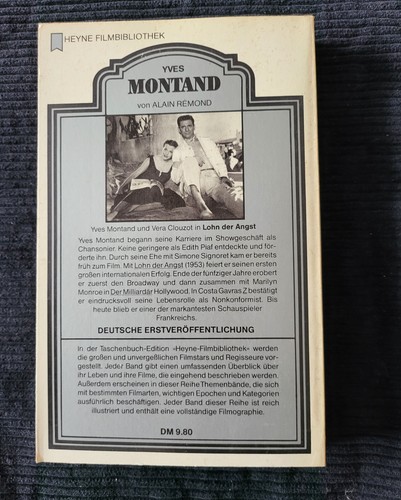 HEYNE FILMBIBLIOTHEK
YVES
MONTAND
von ALAIN RÉMOND
Yves Montand und Vera Clouzot in Lohn der Angst
Yves Montand begann seine Karriere im Showgeschäft als
Chansonier. Keine geringere als Edith Piaf entdeckte und för-
derte ihn. Durch seine Ehe mit Simone Signoret kam er bereits
früh zum Film. Mit Lohn der Angst (1953) feiert er seinen ersten
großen internationalen Erfolg. Ende der fünfziger Jahre erobert
er zuerst den Broadway und dann zusammen mit Marilyn
Monroe in Der Milliardär Hollywood. In Costa Gavras Z bestätigt
er eindrucksvoll seine Lebensrolle als Nonkonformist. Bis
heute blieb er einer der markantesten Schauspieler
Frankreichs.
DEUTSCHE ERSTVERÖFFENTLICHUNG
In der Taschenbuch-Edition »Heyne-Filmbibliothek« werden
die großen und unvergeßlichen Filmstars und Regisseure vor-
gestellt. Jeder Band gibt einen umfassenden Überblick über
ihr Leben und ihre Filme, die eingehend beschrieben werden.
Außerdem erscheinen in dieser Reihe Themenbände, die sich
mit bestimmten Filmarten, wichtigen Epochen und Kategorien
ausführlich beschäftigen. Jeder Band dieser Reihe ist reich
illustriert und enthält eine vollständige Filmographie.
DM 9.80